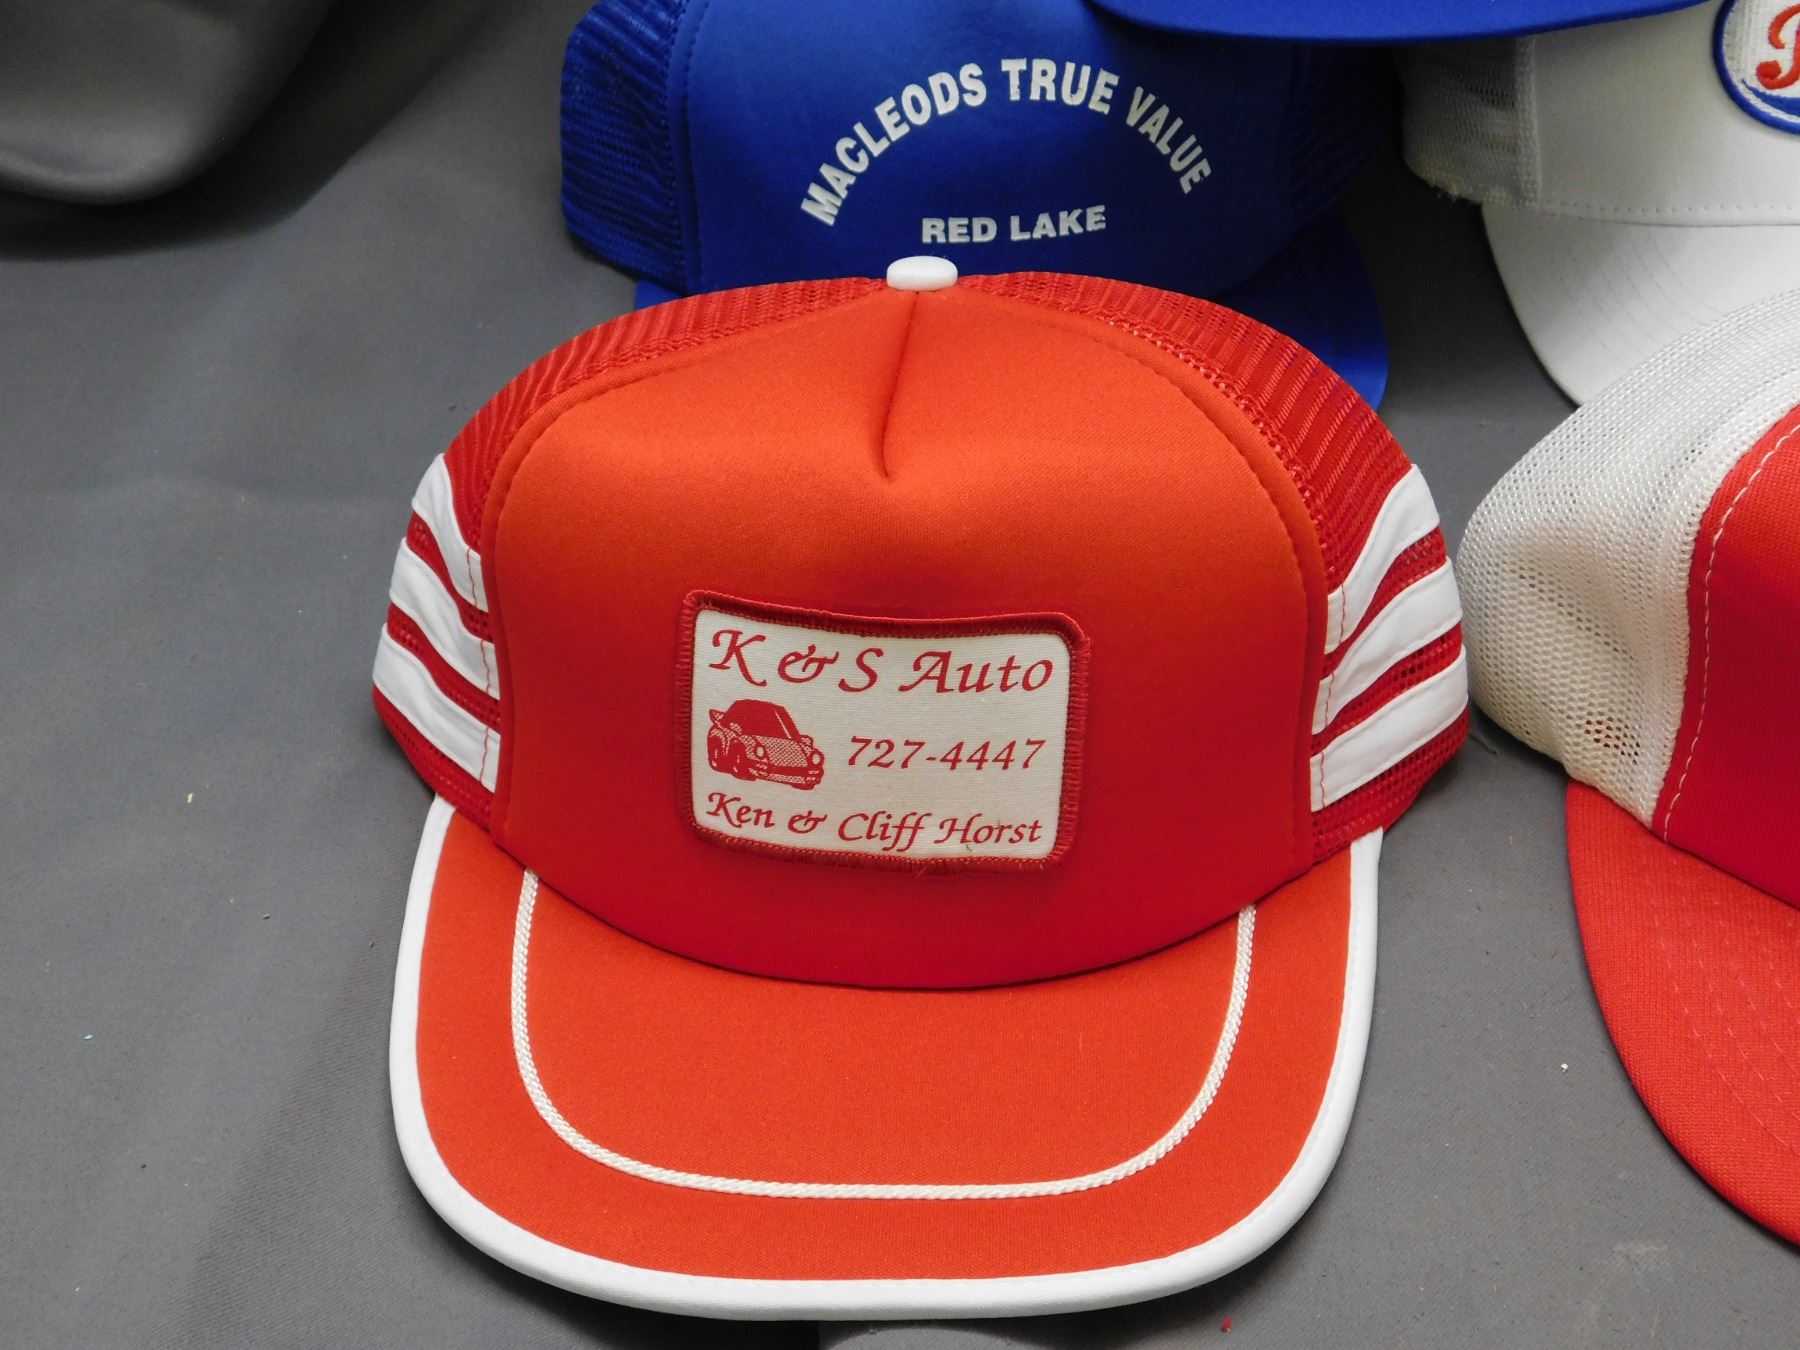 MACLEODS TRUE VALUE
RED LAKE
K & S Auto
727-4447
Ken & Cliff Horst